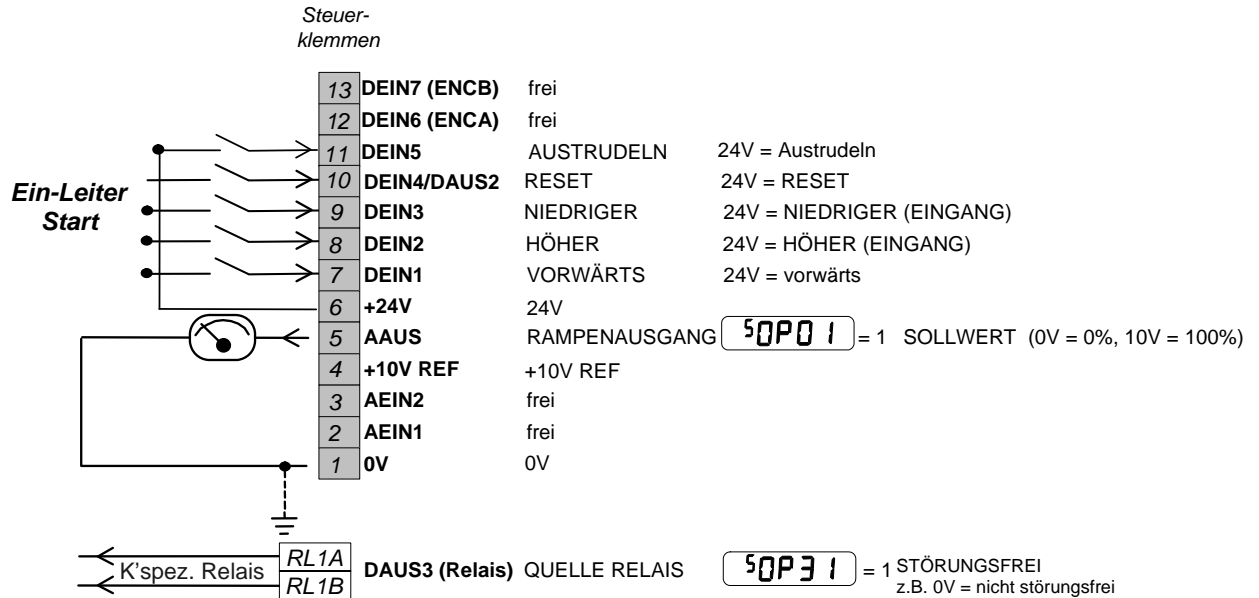 Steuer-
klemmen
13 DEIN7 (ENCB) frei
12 DEIN6 (ENCA) frei
11 DEIN5 AUSTRUDELN 24V = Austrudeln
10 DEIN4/DAUS2 RESET 24V = RESET
Ein-Leiter
Start
9 DEIN3 NIEDRIGER 24V = NIEDRIGER (EINGANG)
8 DEIN2 HÖHER 24V = HÖHER (EINGANG)
7 DEIN1 VORWÄRTS 24V = vorwärts
6 +24V 24V
5 AAUS RAMPENAUSGANG SOP01 = 1 SOLLWERT (0V = 0%, 10V = 100%)
4 +10V REF +10V REF
3 AEIN2 frei
2 AEIN1 frei
1 0V 0V
K'spez. Relais RL1A
RL1B
DAUS3 (Relais) QUELLE RELAIS SOP31 = 1 STÖRUNGSFREI
z.B. 0V = nicht störungsfrei